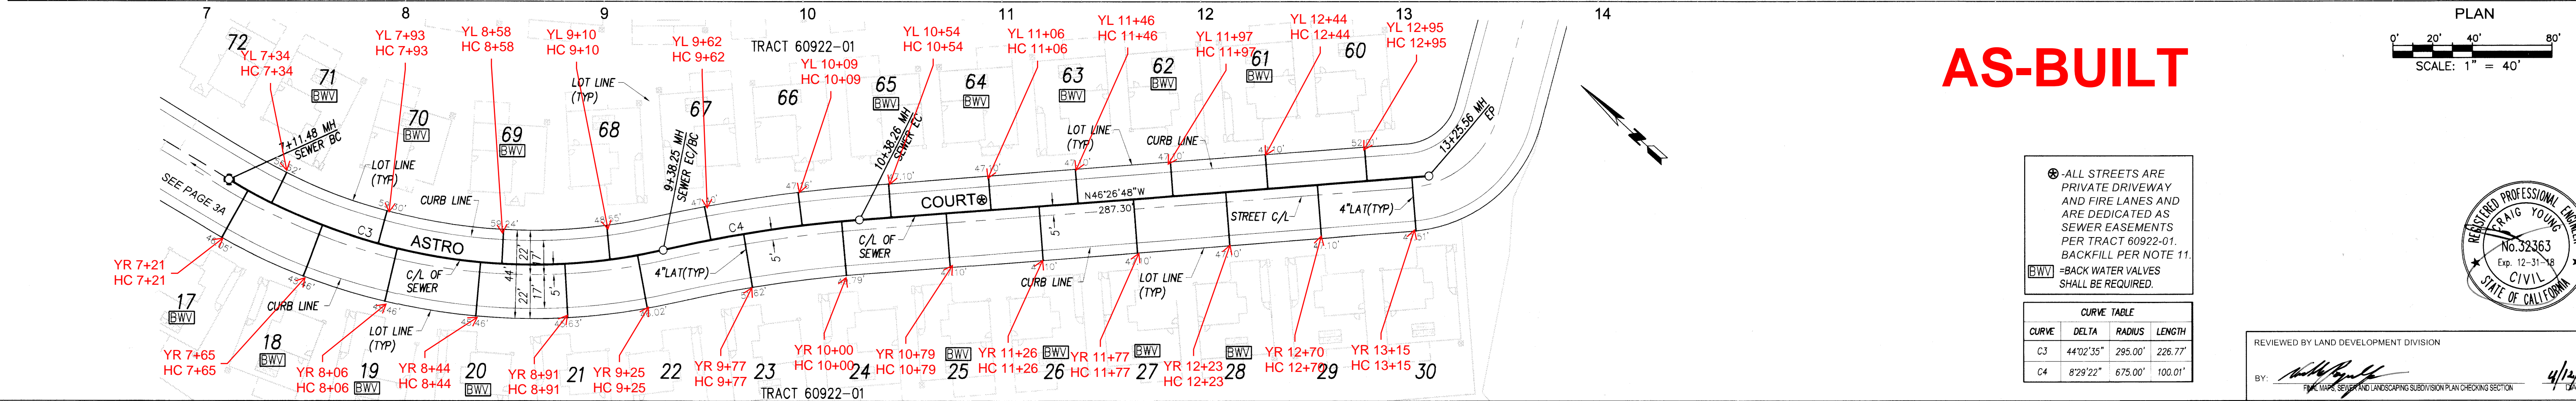 7 8 9 10 11 12 13 14
PLAN
0' 20' 40' 80'
SCALE: 1" = 40'
AS-BUILT
TRACT 60922-01
YL 7+34
HC 7+34
YL 7+93
HC 7+93
YL 8+58
HC 8+58
YL 9+10
HC 9+10
YL 9+62
HC 9+62
YL 10+09
HC 10+09
YL 10+54
HC 10+54
YL 11+06
HC 11+06
YL 11+46
HC 11+46
YL 11+97
HC 11+97
YL 12+44
HC 12+44
YL 12+95
HC 12+95
72
71
BWV
70
BWV
69
BWV
68
67
66
65
BWV
64
BWV
63
BWV
62
BWV
61
BWV
60
LOT LINE
(TYP)
7+11.48 MH
SEWER BC
9+38.25 MH
SEWER EC/BC
10+38.26 MH
SEWER EC
13+25.56 MH
EP
LOT LINE
(TYP)
CURB LINE
LOT LINE
(TYP)
CURB LINE
SEE PAGE 3A
C3
ASTRO
C4
COURT
N46°26'48"W
287.30'
STREET C/L
4"LAT(TYP)
C/L OF
SEWER
22'
17'
44'
22'
17'
5'
4"LAT(TYP)
5'
C/L OF
SEWER
5'
CURB LINE
LOT LINE
(TYP)
CURB LINE
LOT LINE
(TYP)
47.10'
YR 7+21
HC 7+21
YR 7+65
HC 7+65
YR 8+06
HC 8+06
YR 8+44
HC 8+44
YR 8+91
HC 8+91
YR 9+25
HC 9+25
YR 9+77
HC 9+77
YR 10+00
HC 10+00
YR 10+79
HC 10+79
YR 11+26
HC 11+26
YR 11+77
HC 11+77
YR 12+23
HC 12+23
YR 12+70
HC 12+70
YR 13+15
HC 13+15
17
BWV
18
BWV
19
BWV
20
BWV
21
22
23
24
BWV
25
BWV
26
BWV
27
BWV
28
29
30
TRACT 60922-01
-ALL STREETS ARE
PRIVATE DRIVEWAY
AND FIRE LANES AND
ARE DEDICATED AS
SEWER EASEMENTS
PER TRACT 60922-01.
BACKFILL PER NOTE 11.
BWV =BACK WATER VALVES
SHALL BE REQUIRED.
CURVE TABLE
CURVE DELTA RADIUS LENGTH
C3 44°02'35" 295.00' 226.77'
C4 8°29'22" 675.00' 100.01'
REGISTERED PROFESSIONAL
CRAIG YOUNG
No.32363
Exp. 12-31-18
CIVIL
STATE OF CALIFORNIA
REVIEWED BY LAND DEVELOPMENT DIVISION
BY:
FINAL MAPS, SEWER AND LANDSCAPING SUBDIVISION PLAN CHECKING SECTION